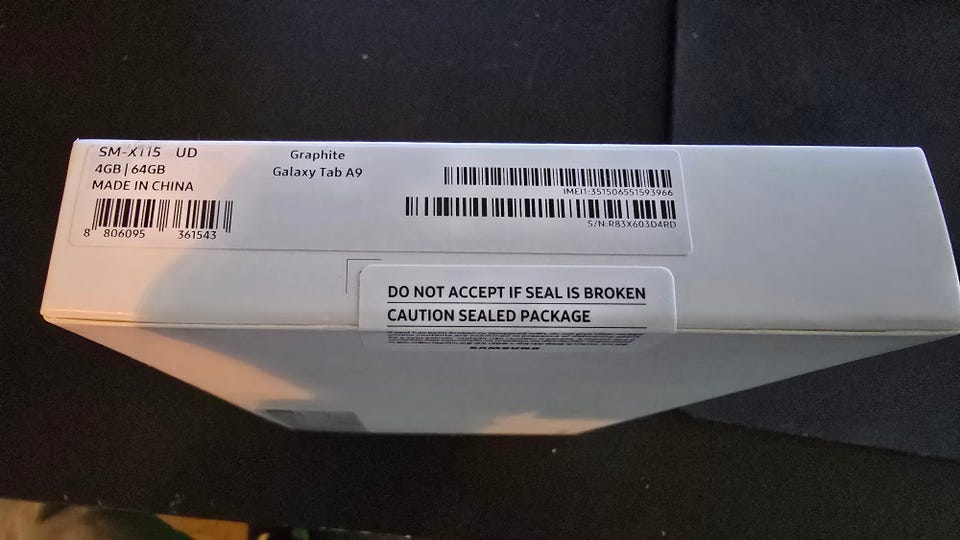 SM-X115 UD
4GB | 64GB
MADE IN CHINA
8 806095 361543
Graphite
Galaxy Tab A9
IMEI1:351506551593966
S/N:R83X603D4RD
DO NOT ACCEPT IF SEAL IS BROKEN
CAUTION SEALED PACKAGE
SAMSUNG